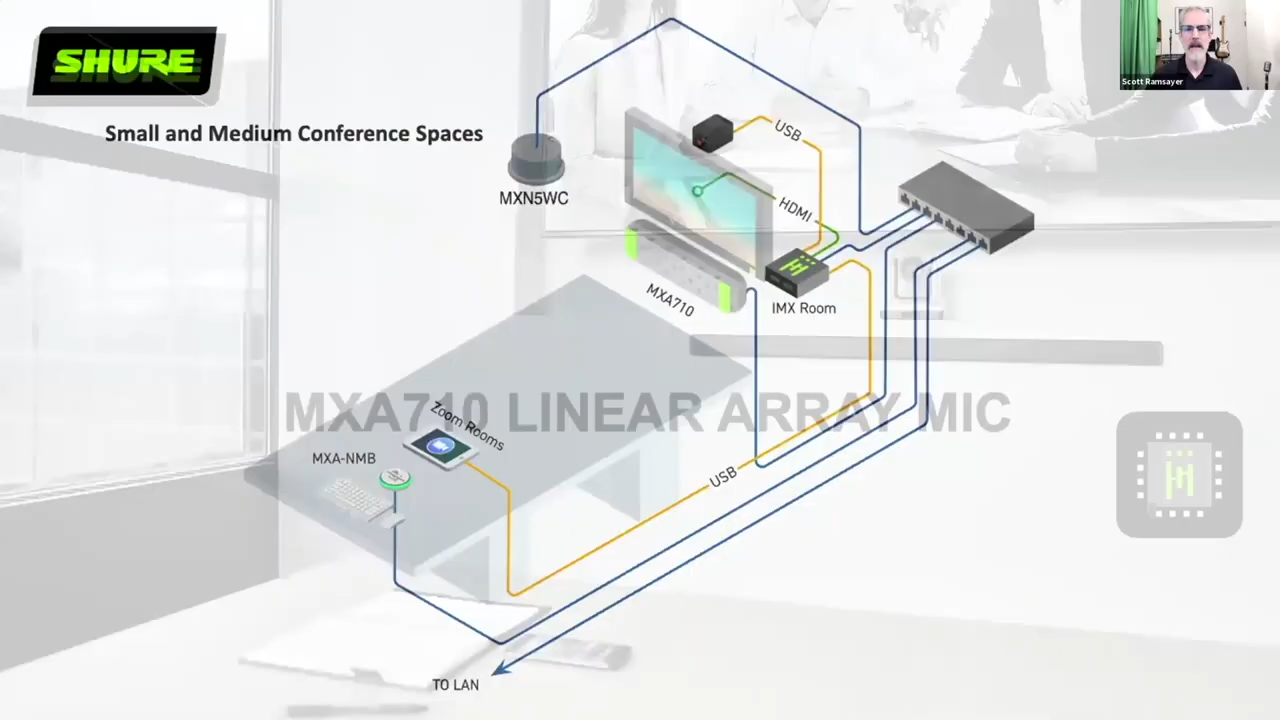 SHURE
Scott Ramsayer
Small and Medium Conference Spaces
USB
MXN5WC
HDMI
MXA710
IMX Room
MXA710 LINEAR ARRAY MIC
Zoom Rooms
MXA-NMB
USB
TO LAN